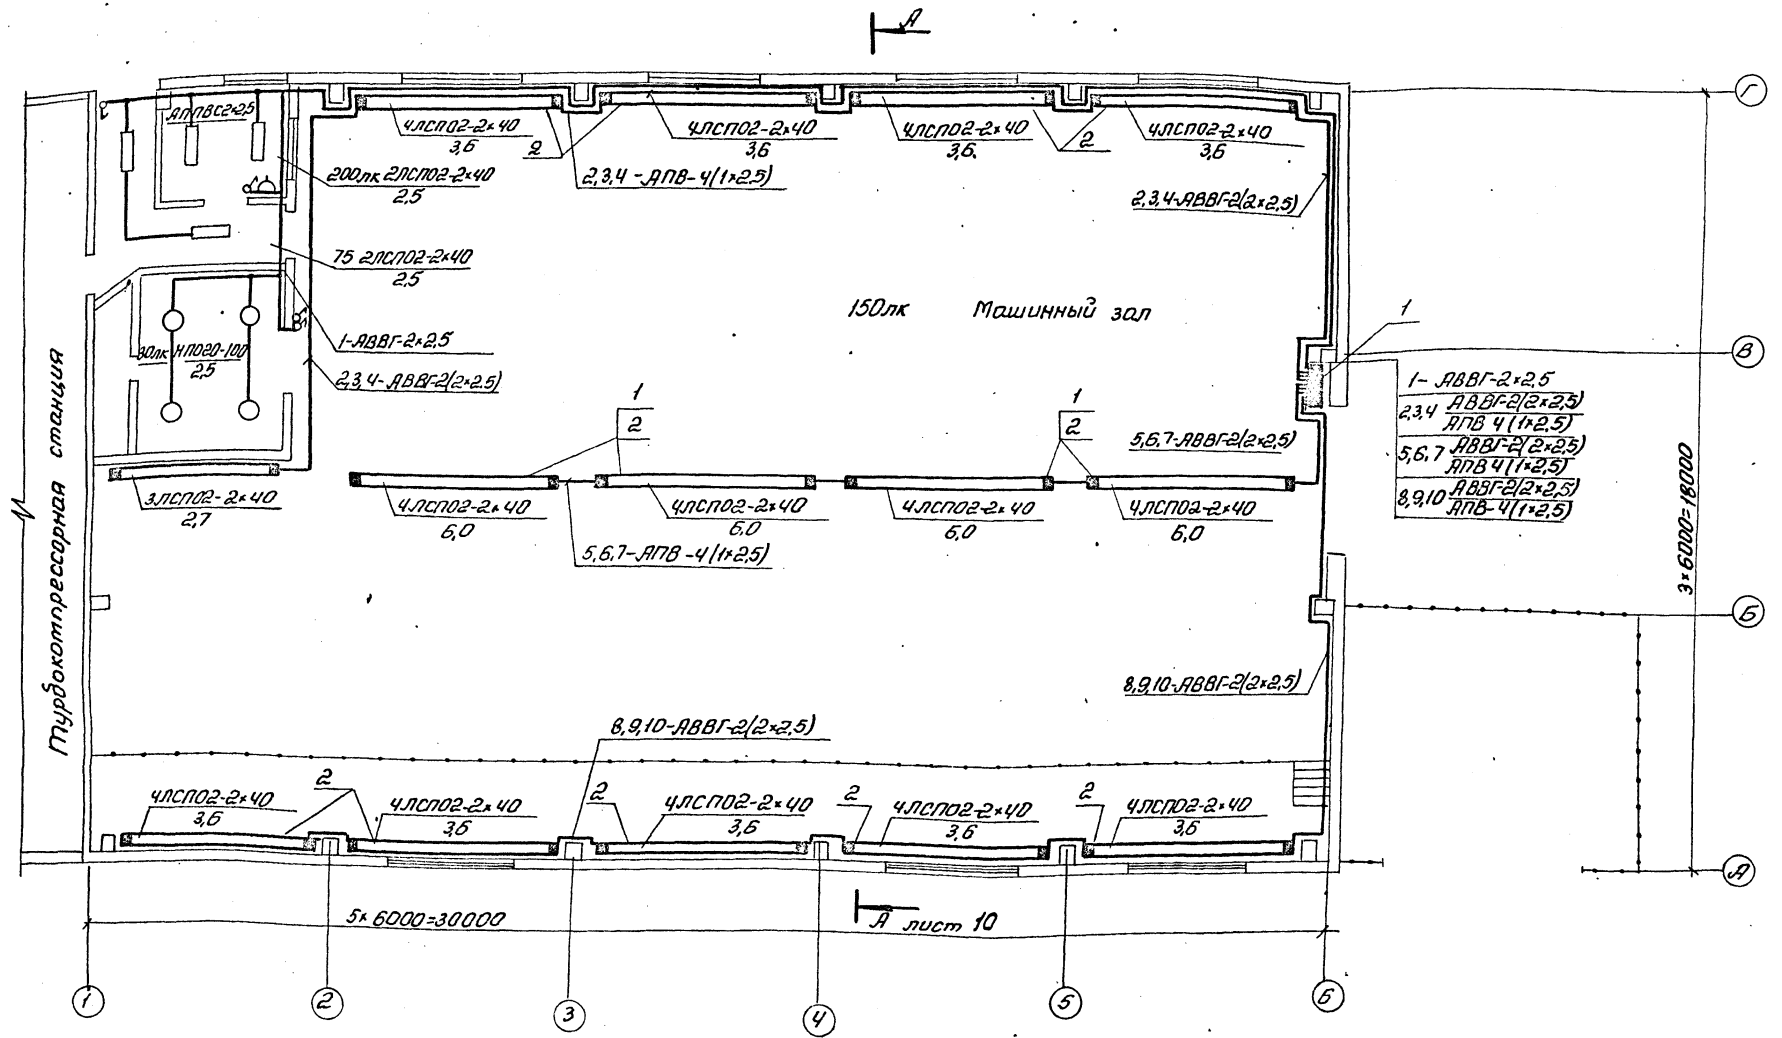 А
Г
АППВС2×2,5
4ЛСП02-2×40
3,6
2
4ЛСП02-2×40
3,6
4ЛСП02-2×40
3,6
2
4ЛСП02-2×40
3,6
200лк 2ЛСП02-2×40
2,5
2,3,4-АПВ-4(1×2,5)
2,3,4-АВВГ-2(2×2,5)
75 2ЛСП02-2×40
2,5
150лк Машинный зал
1
В
30лк НПО20-100
2,5
1-АВВГ-2×2,5
2,3,4-АВВГ-2(2×2,5)
1- АВВГ-2×2,5
2,3,4 АВВГ-2(2×2,5)
АПВ 4(1×2,5)
5,6,7 АВВГ-2(2×2,5)
АПВ 4(1×2,5)
8,9,10 АВВГ-2(2×2,5)
АПВ-4(1×2,5)
1
2
1
2
5,6,7-АВВГ-2(2×2,5)
3ЛСП02-2×40
2,7
4ЛСП02-2×40
6,0
4ЛСП02-2×40
6,0
4ЛСП02-2×40
6,0
4ЛСП02-2×40
6,0
5,6,7-АПВ-4(1×2,5)
Турбокомпрессорная станция
3×6000=18000
Б
8,9,10-АВВГ-2(2×2,5)
8,9,10-АВВГ-2(2×2,5)
4ЛСП02-2×40
3,6
2
4ЛСП02-2×40
3,6
2
4ЛСП02-2×40
3,6
2
4ЛСП02-2×40
3,6
2
4ЛСП02-2×40
3,6
А
5×6000=30000
А лист 10
1
2
3
4
5
6